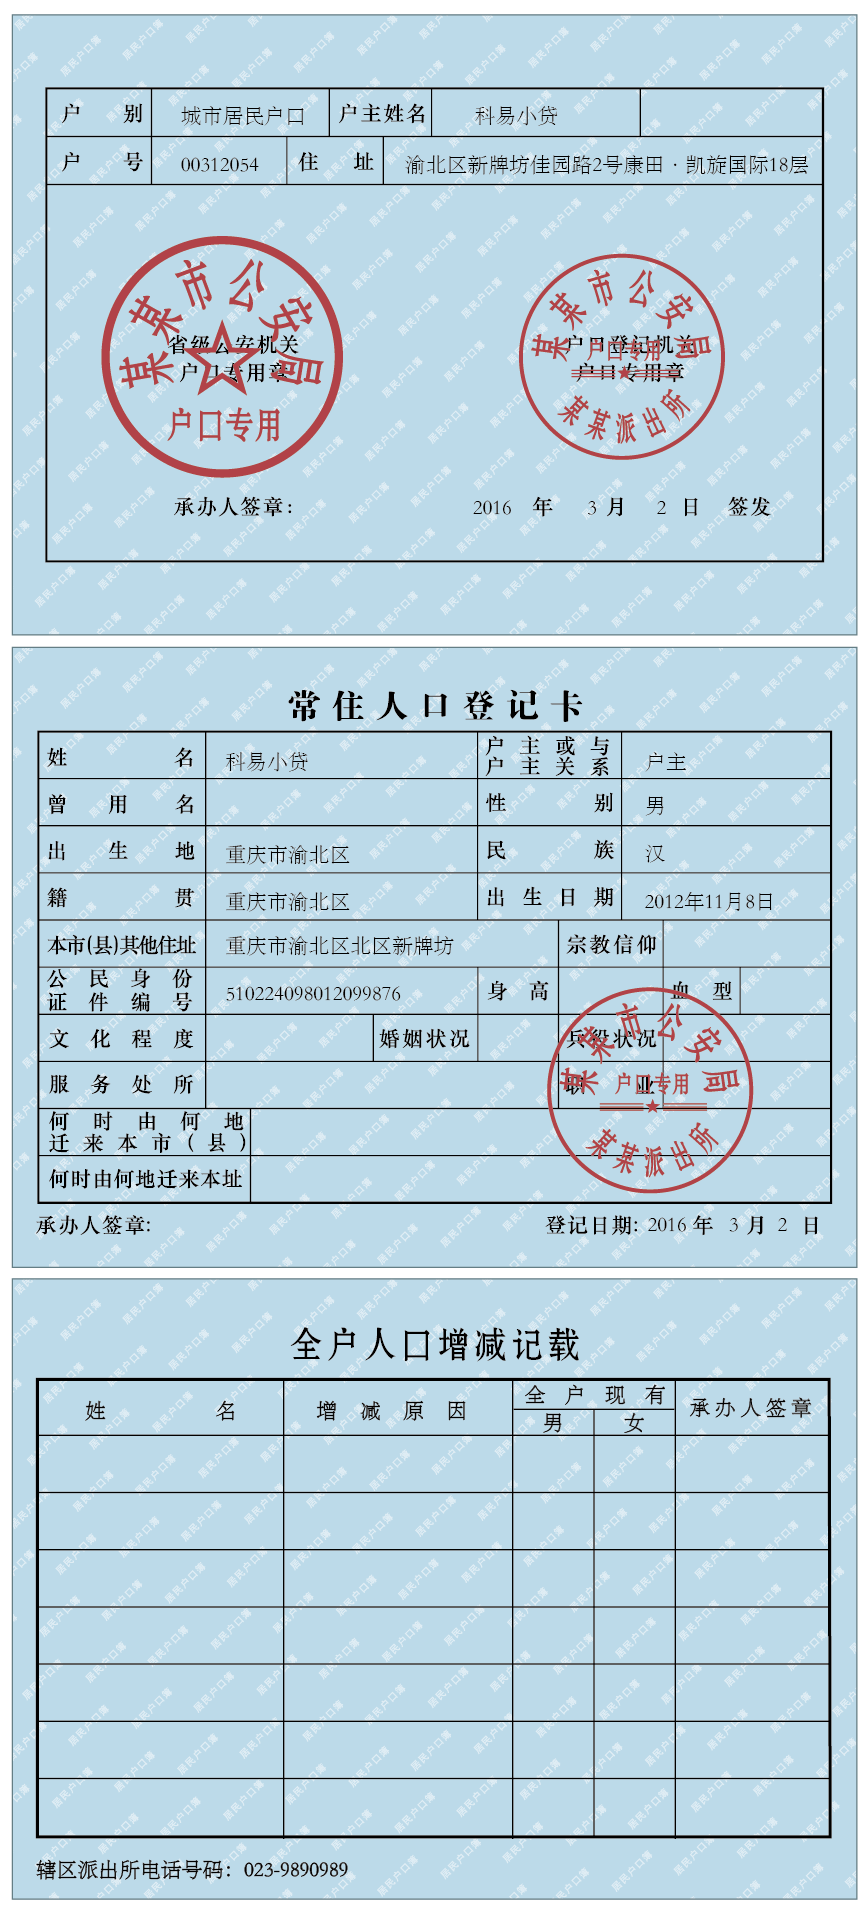 户 别 城市居民户口 户主姓名 科易小贷
户 号 00312054 住 址 渝北区新牌坊佳园路2号康田·凯旋国际18层
某某市公安局
省级公安机关
户口专用章
户口专用
某某市公安局
户口登记机关
户口专用
户口专用章
某某派出所
承办人签章:
2016 年 3 月 2 日 签发
常住人口登记卡
姓 名 科易小贷 户主或与户主关系 户主
曾用名 性 别 男
出生地 重庆市渝北区 民 族 汉
籍 贯 重庆市渝北区 出生日期 2012年11月8日
本市(县)其他住址 重庆市渝北区北区新牌坊 宗教信仰
公民身份证件编号 510224098012099876 身 高 血 型
文化程度 婚姻状况 兵役状况
服务处所 职 业
何时由何地
迁来本市(县)
何时由何地迁来本址
某某市公安局
户口专用
某某派出所
承办人签章: 登记日期: 2016 年 3 月 2 日
全户人口增减记载
姓 名 增减原因 全户现有 承办人签章
男 女
辖区派出所电话号码：023-9890989
居民户口簿